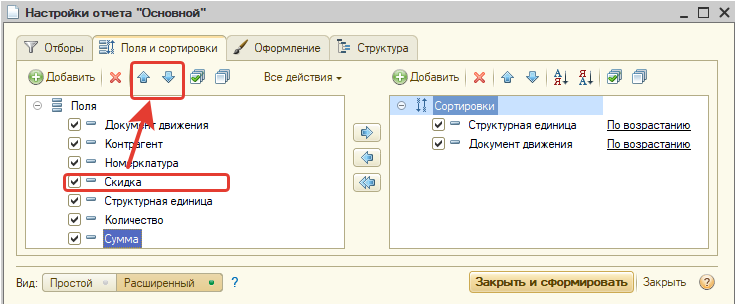 Настройки отчета "Основной"
Отборы Поля и сортировки Оформление Структура
Добавить Все действия Добавить
Поля Сортировки
Документ движения Структурная единица По возрастанию
Контрагент Документ движения По возрастанию
Номерклатура
Скидка
Структурная единица
Количество
Сумма
Вид: Простой Расширенный ? Закрыть и сформировать Закрыть ?